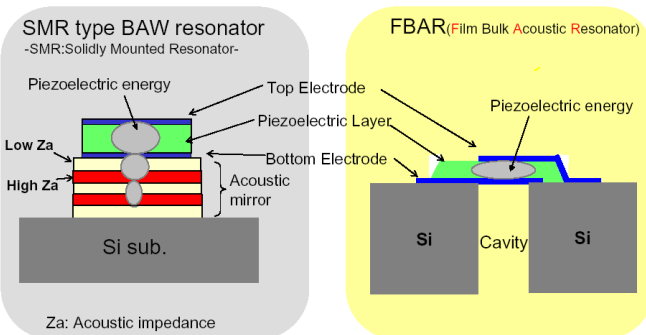 SMR type BAW resonator
-SMR:Solidly Mounted Resonator-
Piezoelectric energy
Low Za
High Za
Acoustic
mirror
Si sub.
Za: Acoustic impedance
Top Electrode
Piezoelectric Layer
Bottom Electrode
FBAR(Film Bulk Acoustic Resonator)
Piezoelectric energy
Si
Cavity
Si